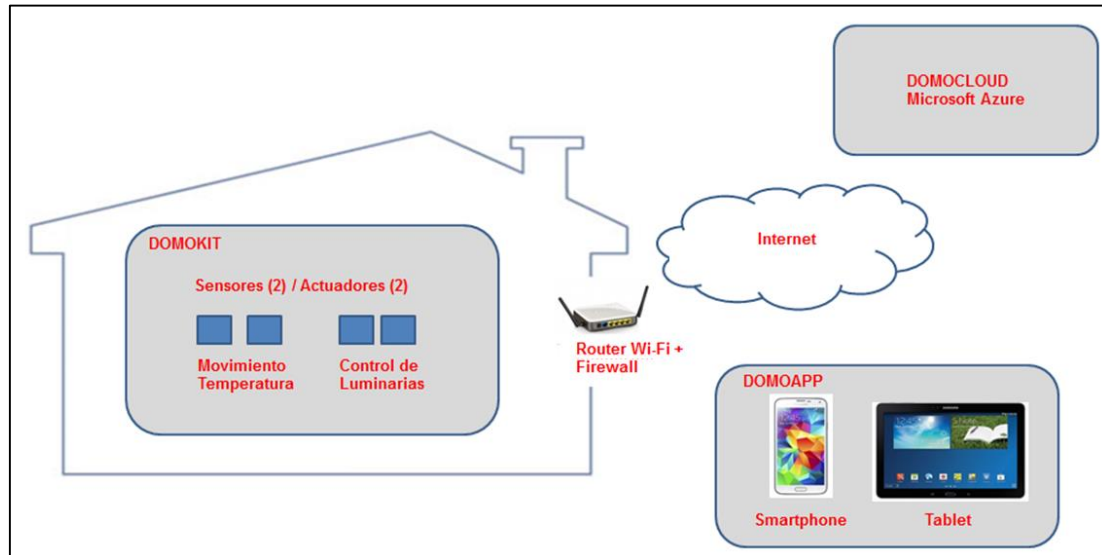 DOMOCLOUD
Microsoft Azure
Internet
DOMOKIT
Sensores (2) / Actuadores (2)
Movimiento
Temperatura
Control de
Luminarias
Router Wi-Fi +
Firewall
DOMOAPP
Smartphone
Tablet